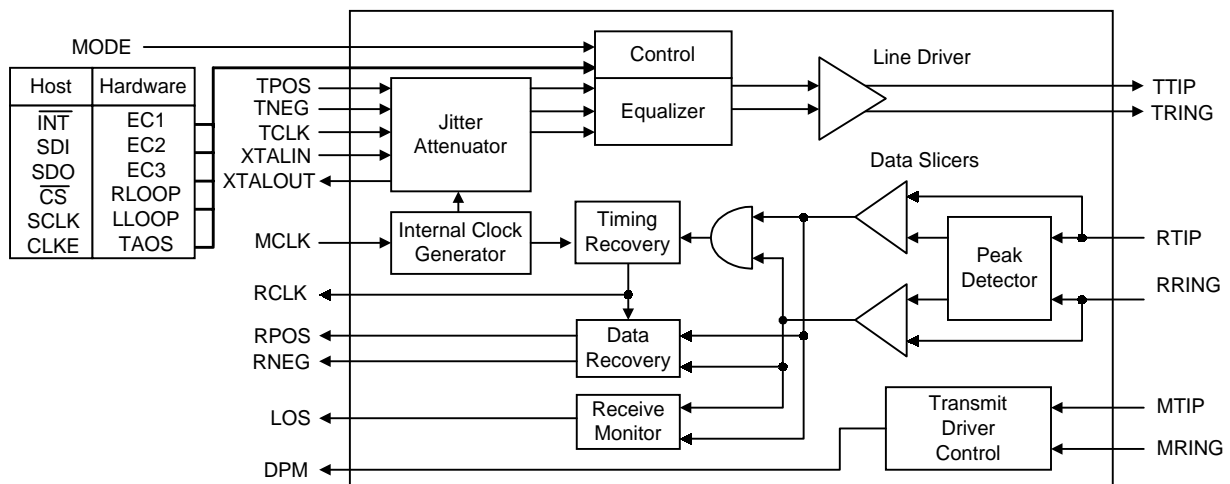 MODE
Host Hardware
INT EC1
SDI EC2
SDO EC3
CS RLOOP
SCLK LLOOP
CLKE TAOS
TPOS
TNEG
TCLK
XTALIN
XTALOUT
MCLK
RCLK
RPOS
RNEG
LOS
DPM
Jitter
Attenuator
Internal Clock
Generator
Control
Equalizer
Line Driver
Timing
Recovery
Data
Recovery
Receive
Monitor
Data Slicers
Peak
Detector
Transmit
Driver
Control
TTIP
TRING
RTIP
RRING
MTIP
MRING